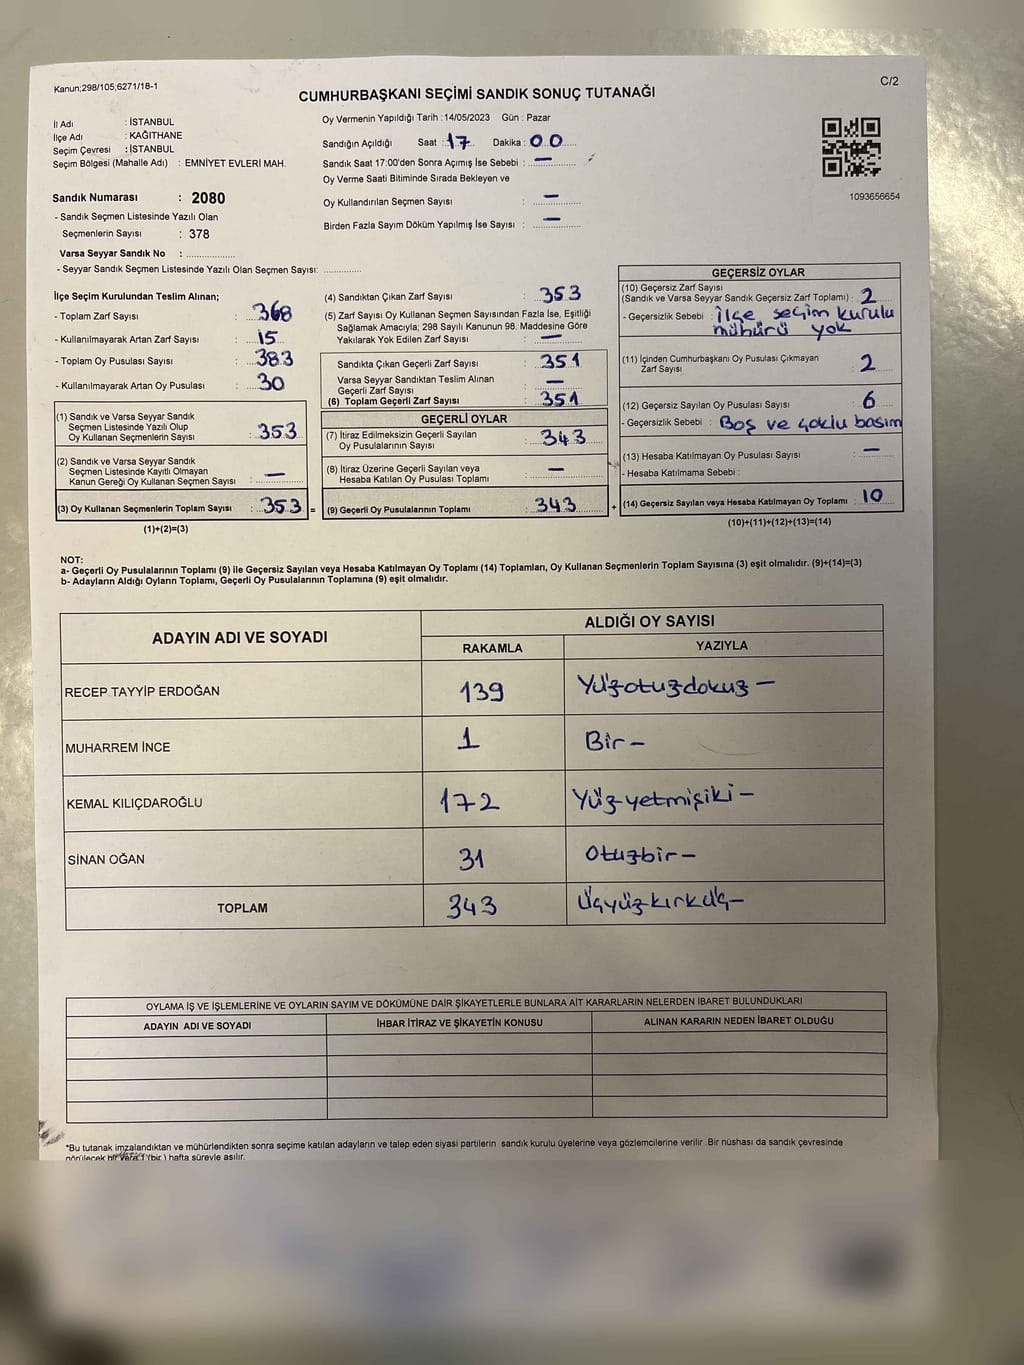 Kanun;298/105;6271/18-1
C/2
CUMHURBAŞKANI SEÇİMİ SANDIK SONUÇ TUTANAĞI
İl Adı : İSTANBUL
İlçe Adı : KAĞITHANE
Seçim Çevresi : İSTANBUL
Seçim Bölgesi (Mahalle Adı) : EMNİYET EVLERİ MAH.
Sandık Numarası : 2080
- Sandık Seçmen Listesinde Yazılı Olan
Seçmenlerin Sayısı : 378
Varsa Seyyar Sandık No : ................
- Seyyar Sandık Seçmen Listesinde Yazılı Olan Seçmen Sayısı: ............
Oy Vermenin Yapıldığı Tarih : 14/05/2023 Gün : Pazar
Sandığın Açıldığı Saat : 17 Dakika : 00
Sandık Saat 17:00'den Sonra Açımış İse Sebebi : —
Oy Verme Saati Bitiminde Sırada Bekleyen ve
Oy Kullandırılan Seçmen Sayısı : —
Birden Fazla Sayım Döküm Yapılmış İse Sayısı : —
1093656654
İlçe Seçim Kurulundan Teslim Alınan;
- Toplam Zarf Sayısı : 368
- Kullanılmayarak Artan Zarf Sayısı : 15
- Toplam Oy Pusulası Sayısı : 383
- Kullanılmayarak Artan Oy Pusulası : 30
(1) Sandık ve Varsa Seyyar Sandık
Seçmen Listesinde Yazılı Olup
Oy Kullanan Seçmenlerin Sayısı : 353
(2) Sandık ve Varsa Seyyar Sandık
Seçmen Listesinde Kayıtlı Olmayan
Kanun Gereği Oy Kullanan Seçmen Sayısı : —
(3) Oy Kullanan Seçmenlerin Toplam Sayısı : 353 =
(1)+(2)=(3)
(4) Sandıktan Çıkan Zarf Sayısı : 353
(5) Zarf Sayısı Oy Kullanan Seçmen Sayısından Fazla İse, Eşitliği
Sağlamak Amacıyla; 298 Sayılı Kanunun 98. Maddesine Göre
Yakılarak Yok Edilen Zarf Sayısı : —
Sandıkta Çıkan Geçerli Zarf Sayısı : 351
Varsa Seyyar Sandıktan Teslim Alınan
Geçerli Zarf Sayısı : —
(6) Toplam Geçerli Zarf Sayısı : 351
GEÇERLİ OYLAR
(7) İtiraz Edilmeksizin Geçerli Sayılan
Oy Pusulası Toplamı : 343
(8) İtiraz Üzerine Geçerli Sayılan veya
Hesaba Katılan Oy Pusulası Toplamı : —
(9) Geçerli Oy Pusulalarının Toplamı : 343 +
GEÇERSİZ OYLAR
(10) Geçersiz Zarf Sayısı
(Sandık ve Varsa Seyyar Sandık Geçersiz Zarf Toplamı) : 2
- Geçersizlik Sebebi : ilçe seçim kurulu
mühürü yok
(11) İçinden Cumhurbaşkanı Oy Pusulası Çıkmayan
Zarf Sayısı : 2
(12) Geçersiz Sayılan Oy Pusulası Sayısı : 6
- Geçersizlik Sebebi : Boş ve çoklu basım
(13) Hesaba Katılmayan Oy Pusulası Sayısı : —
- Hesaba Katılmama Sebebi :
(14) Geçersiz Sayılan veya Hesaba Katılmayan Oy Toplamı : 10
(10)+(11)+(12)+(13)=(14)
NOT:
a- Geçerli Oy Pusulalarının Toplamı (9) ile Geçersiz Sayılan veya Hesaba Katılmayan Oy Toplamı (14) Toplamları, Oy Kullanan Seçmenlerin Toplam Sayısına (3) eşit olmalıdır. (9)+(14)=(3)
b- Adayların Aldığı Oyların Toplamı, Geçerli Oy Pusulalarının Toplamına (9) eşit olmalıdır.
ADAYIN ADI VE SOYADI
ALDIĞI OY SAYISI
RAKAMLA YAZIYLA
RECEP TAYYİP ERDOĞAN 139 Yüzotuzdokuz —
MUHARREM İNCE 1 Bir —
KEMAL KILIÇDAROĞLU 172 Yüzyetmişiki —
SİNAN OĞAN 31 Otuzbir —
TOPLAM 343 Üçyüzkırküç—
OYLAMA İŞ VE İŞLEMLERİNE VE OYLARIN SAYIM VE DÖKÜMÜNE DAİR ŞİKAYETLERLE BUNLARA AİT KARARLARIN NELERDEN İBARET BULUNDUKLARI
ADAYIN ADI VE SOYADI İHBAR İTİRAZ VE ŞİKAYETİN KONUSU ALINAN KARARIN NEDEN İBARET OLDUĞU
*Bu tutanak imzalandıktan ve mühürlendikten sonra seçime katılan adayların ve talep eden siyasi partilerin sandık kurulu üyelerine veya gözlemcilerine verilir .Bir nüshası da sandık çevresinde
görülecek bir yere 1 (bir ) hafta süreyle asılır.